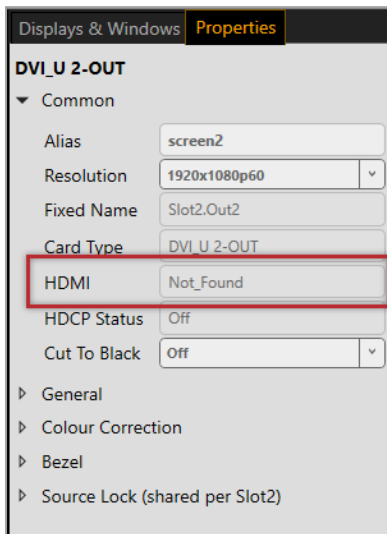 Displays & Windows Properties
DVI_U 2-OUT
Common
Alias screen2
Resolution 1920x1080p60
Fixed Name Slot2.Out2
Card Type DVI_U 2-OUT
HDMI Not_Found
HDCP Status Off
Cut To Black Off
General
Colour Correction
Bezel
Source Lock (shared per Slot2)